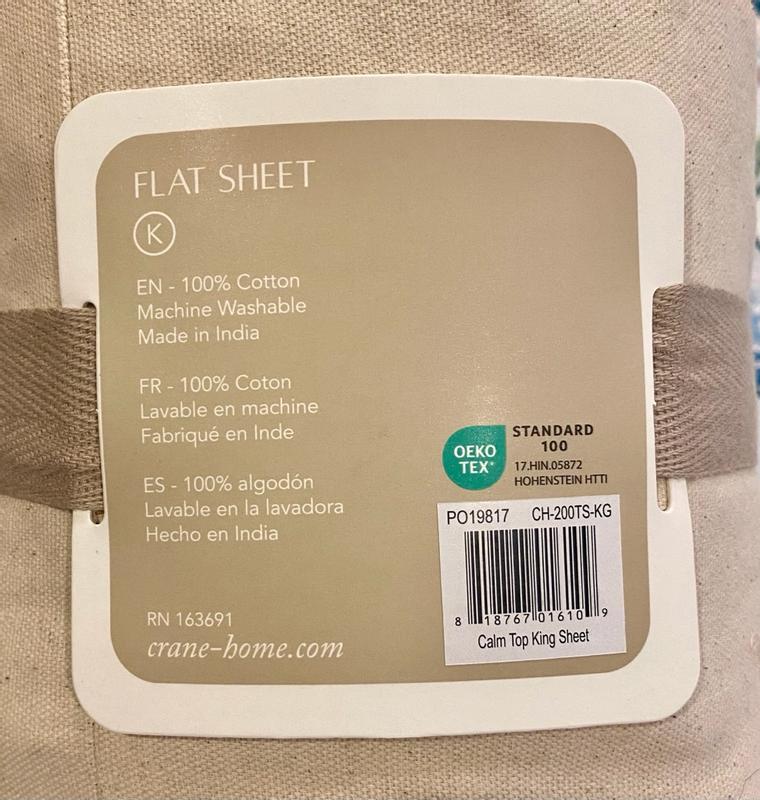 FLAT SHEET
K
EN - 100% Cotton
Machine Washable
Made in India
FR - 100% Coton
Lavable en machine
Fabriqué en Inde
ES - 100% algodón
Lavable en la lavadora
Hecho en India
RN 163691
crane-home.com
OEKO
TEX®
STANDARD
100
17.HIN.05872
HOHENSTEIN HTTI
PO19817 CH-200TS-KG
8 18767 01610 9
Calm Top King Sheet